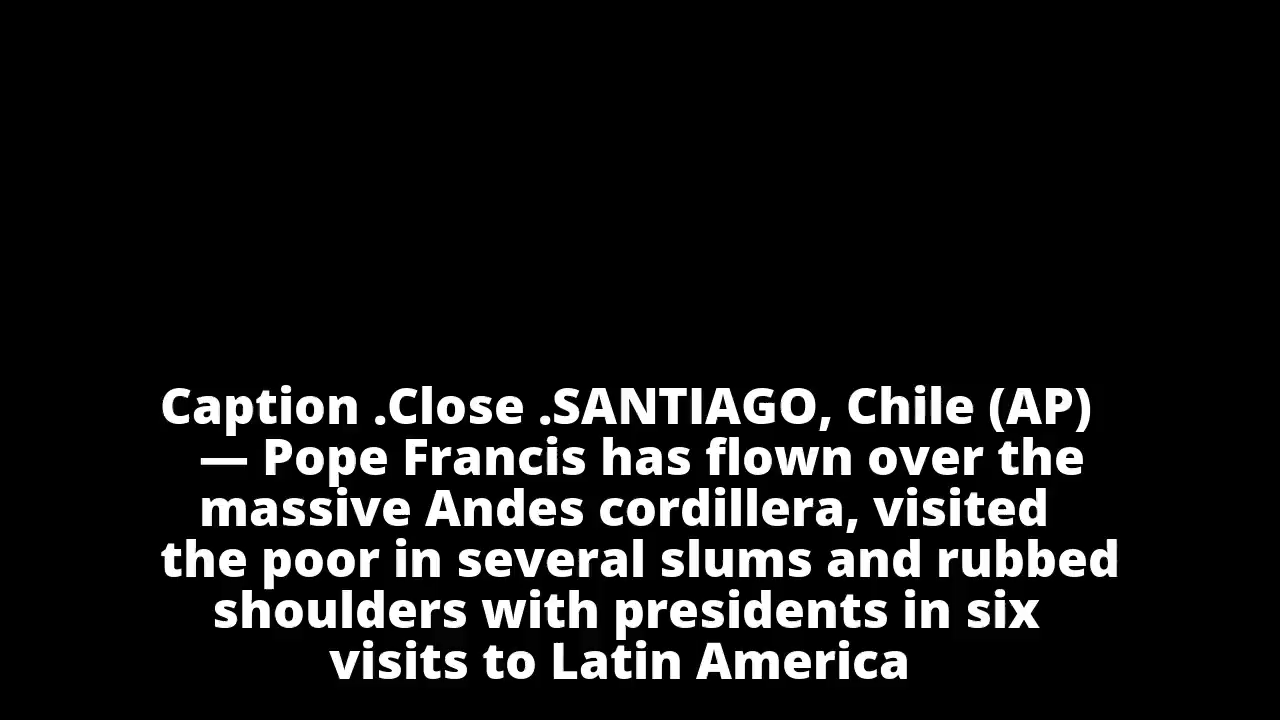 Caption .Close .SANTIAGO, Chile (AP)
— Pope Francis has flown over the
massive Andes cordillera, visited
the poor in several slums and rubbed
shoulders with presidents in six
visits to Latin America